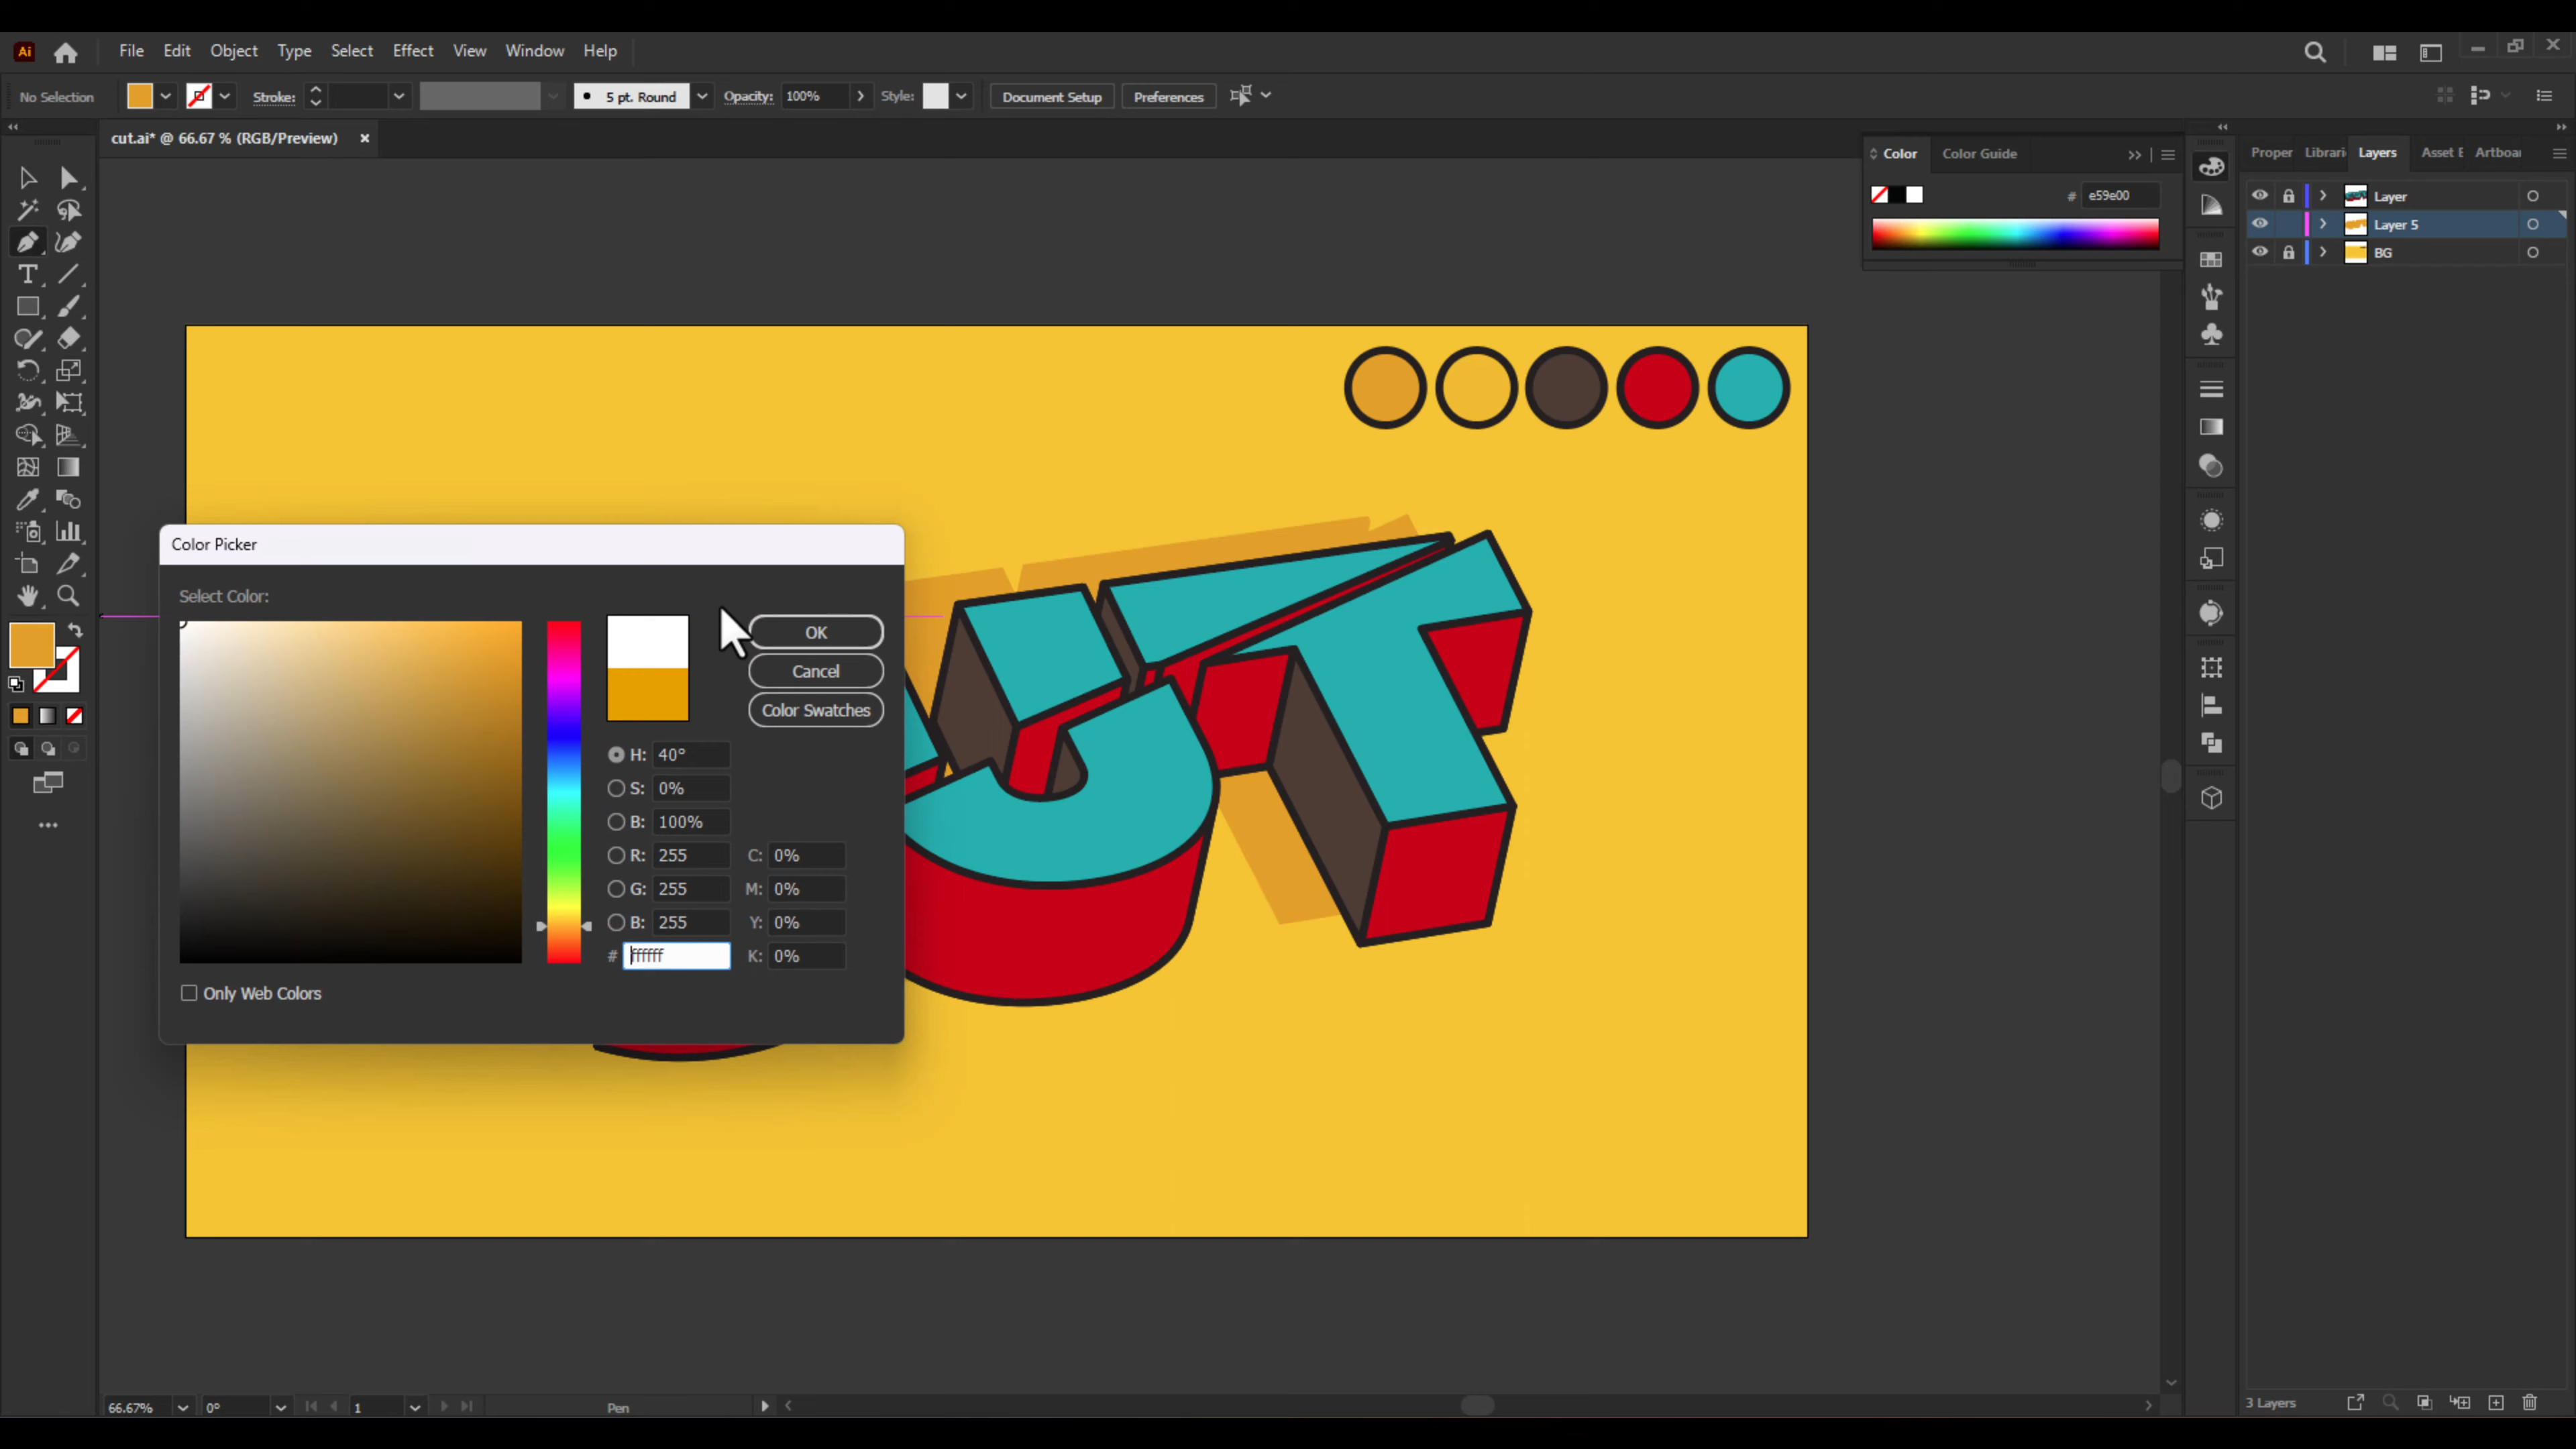 Ai File Edit Object Type Select Effect View Window Help
No Selection Stroke: 5 pt. Round Opacity: 100% Style: Document Setup Preferences
cut.ai* @ 66.67 % (RGB/Preview) ×
Color Color Guide
# e59e00
Proper Librari Layers Asset E Artboa
Layer
Layer 5
BG
Color Picker
Select Color:
OK
Cancel
Color Swatches
H: 40°
S: 0%
B: 100%
R: 255 C: 0%
G: 255 M: 0%
B: 255 Y: 0%
# ffffff K: 0%
Only Web Colors
66.67% 0° 1 Pen
3 Layers